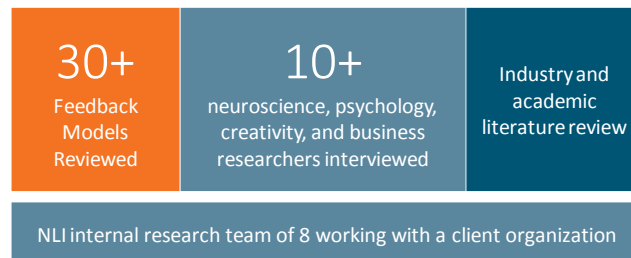 30+
Feedback
Models
Reviewed
10+
neuroscience, psychology,
creativity, and business
researchers interviewed
Industry and
academic
literature review
NLI internal research team of 8 working with a client organization